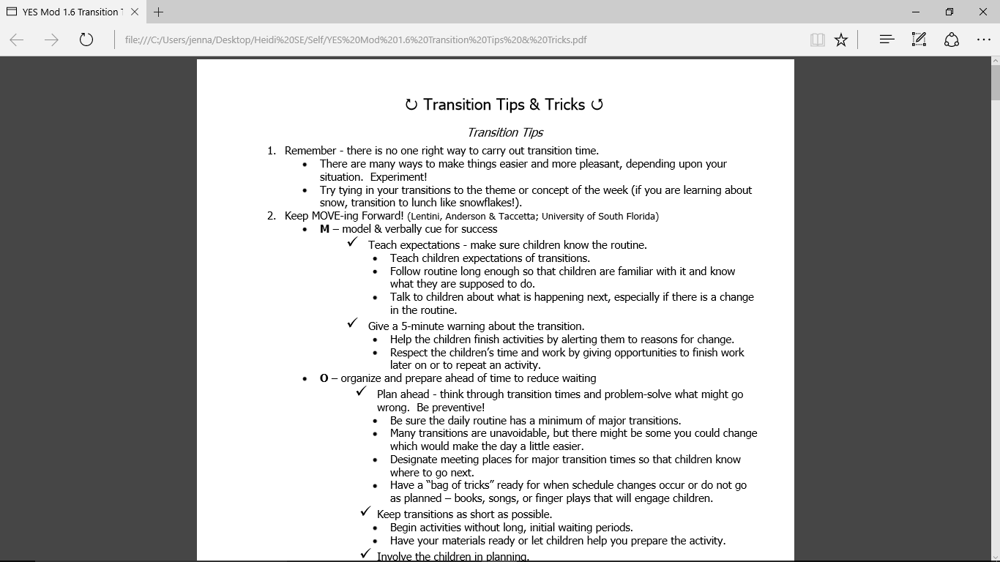 YES Mod 1.6 Transition T
file:///C:/Users/jenna/Desktop/Heidi%20SE/Self/YES%20Mod%201.6%20Transition%20Tips%20&%20Tricks.pdf
↻ Transition Tips & Tricks ↺
Transition Tips
1. Remember - there is no one right way to carry out transition time.
• There are many ways to make things easier and more pleasant, depending upon your
situation.  Experiment!
• Try tying in your transitions to the theme or concept of the week (if you are learning about
snow, transition to lunch like snowflakes!).
2. Keep MOVE-ing Forward! (Lentini, Anderson & Taccetta; University of South Florida)
• M – model & verbally cue for success
✓ Teach expectations - make sure children know the routine.
• Teach children expectations of transitions.
• Follow routine long enough so that children are familiar with it and know
what they are supposed to do.
• Talk to children about what is happening next, especially if there is a change
in the routine.
✓ Give a 5-minute warning about the transition.
• Help the children finish activities by alerting them to reasons for change.
• Respect the children's time and work by giving opportunities to finish work
later on or to repeat an activity.
• O – organize and prepare ahead of time to reduce waiting
✓ Plan ahead - think through transition times and problem-solve what might go
wrong.  Be preventive!
• Be sure the daily routine has a minimum of major transitions.
• Many transitions are unavoidable, but there might be some you could change
which would make the day a little easier.
• Designate meeting places for major transition times so that children know
where to go next.
• Have a “bag of tricks” ready for when schedule changes occur or do not go
as planned – books, songs, or finger plays that will engage children.
✓ Keep transitions as short as possible.
• Begin activities without long, initial waiting periods.
• Have your materials ready or let children help you prepare the activity.
✓ Involve the children in planning.